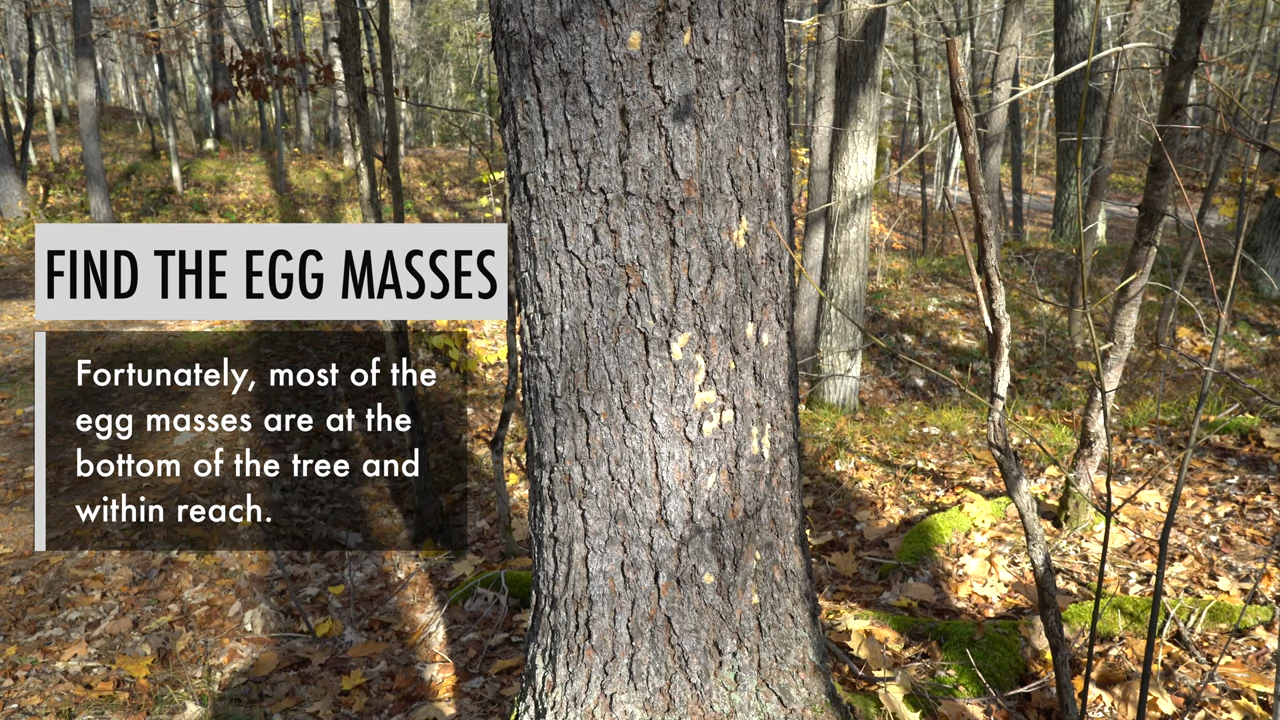 FIND THE EGG MASSES
Fortunately, most of the
egg masses are at the
bottom of the tree and
within reach.